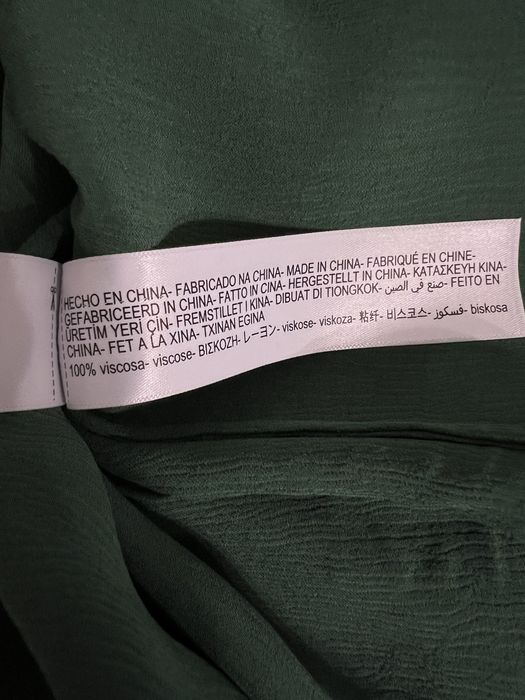 HECHO EN CHINA- FABRICADO NA CHINA- MADE IN CHINA- FABRIQUÉ EN CHINE-
GEFABRICEERD IN CHINA- FATTO IN CINA- HERGESTELLT IN CHINA- ΚΑΤΑΣΚΕΥΗ ΚΙΝΑ-
ÜRETİM YERİ ÇİN- FREMSTILLET I KINA- DIBUAT DI TIONGKOK- صنع في الصين- FEITO EN
CHINA- FET A LA XINA- TXINAN EGINA
100% viscosa- viscose- ΒΙΣΚΟΖΗ- レーヨン- viskose- viskoza- 粘纤- 비스코스- فسكوز- biskosa